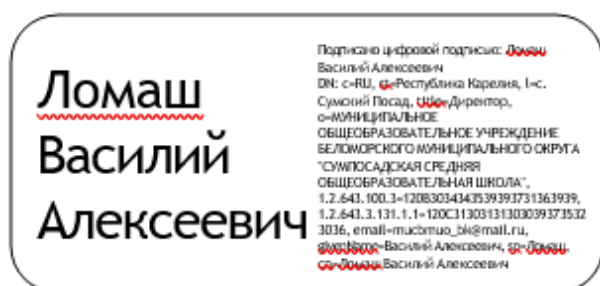 Ломаш
Василий
Алексеевич
Подписано цифровой подписью: Ломаш
Василий Алексеевич
DN: c=RU, st=Республика Карелия, l=с.
Сумский Посад, title=Директор,
o=МУНИЦИПАЛЬНОЕ
ОБЩЕОБРАЗОВАТЕЛЬНОЕ УЧРЕЖДЕНИЕ
БЕЛОМОРСКОГО МУНИЦИПАЛЬНОГО ОКРУГА
"СУМПОСАДСКАЯ СРЕДНЯЯ
ОБЩЕОБРАЗОВАТЕЛЬНАЯ ШКОЛА",
1.2.643.100.3=120B3034343539393731363939,
1.2.643.3.131.1.1=120C31303131303039373532
3036, email=mucbmuo_bk@mail.ru,
givenName=Василий Алексеевич, sn=Ломаш,
cn=Ломаш Василий Алексеевич